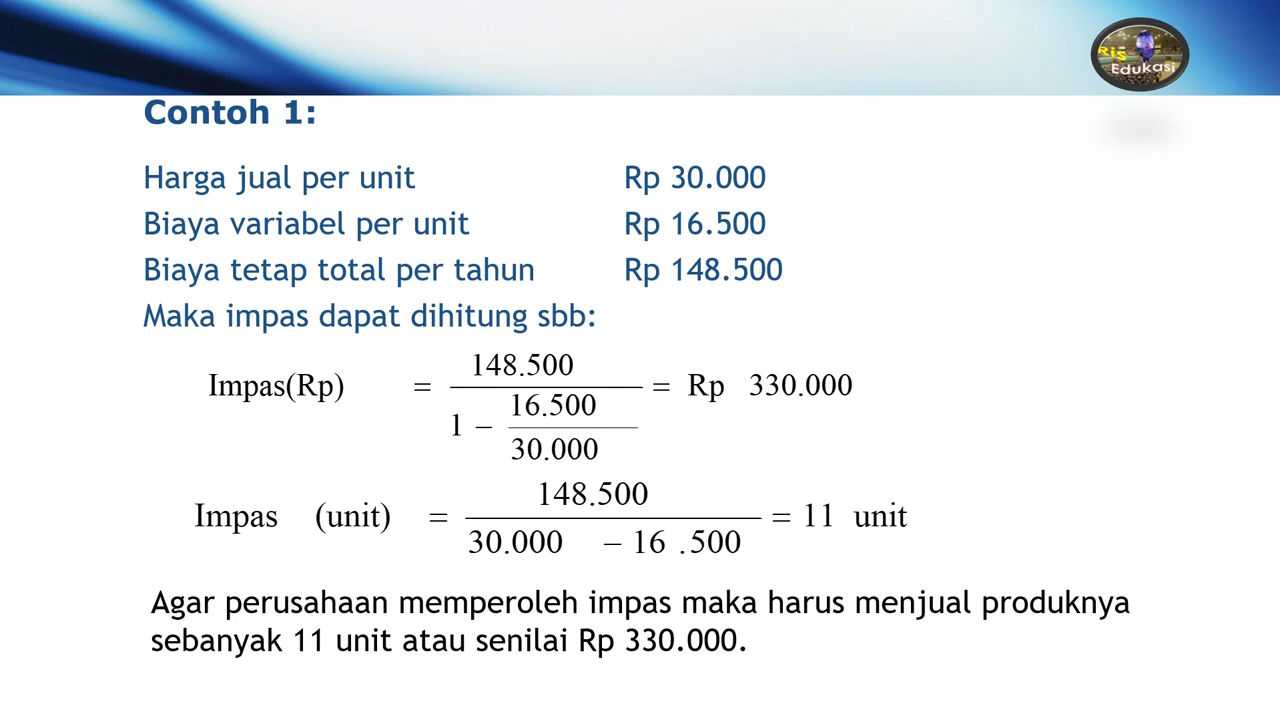 Ris
Edukasi
Contoh 1:
Harga jual per unit Rp 30.000
Biaya variabel per unit Rp 16.500
Biaya tetap total per tahun Rp 148.500
Maka impas dapat dihitung sbb:
148.500
Impas(Rp) = = Rp 330.000
16.500
1 –
30.000
148.500
Impas (unit) = = 11 unit
30.000 – 16 .500
Agar perusahaan memperoleh impas maka harus menjual produknya
sebanyak 11 unit atau senilai Rp 330.000.